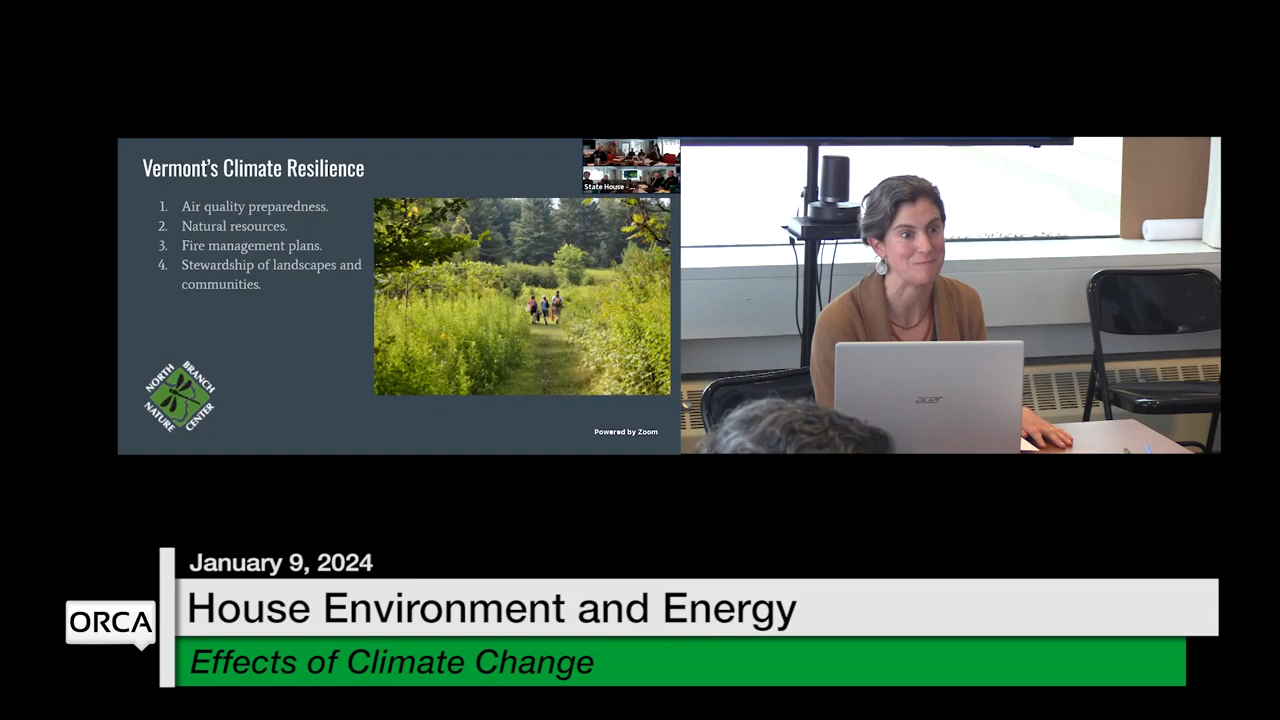 Vermont's Climate Resilience
1. Air quality preparedness.
2. Natural resources.
3. Fire management plans.
4. Stewardship of landscapes and
communities.
State House - ...
NORTH BRANCH
NATURE CENTER
Powered by Zoom
acer
January 9, 2024
House Environment and Energy
ORCA
Effects of Climate Change